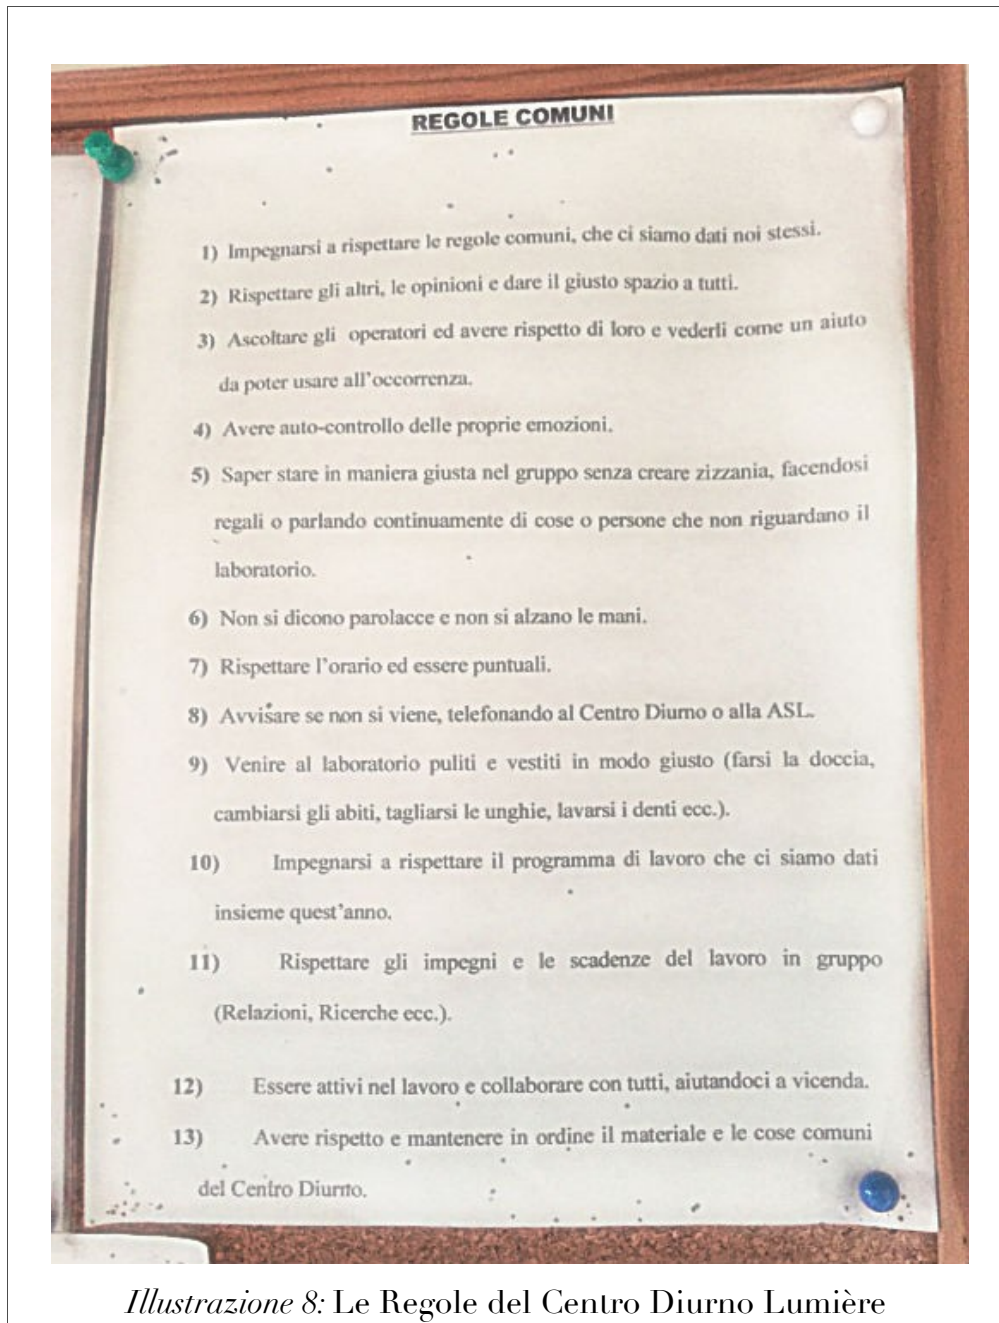 REGOLE COMUNI
1) Impegnarsi a rispettare le regole comuni, che ci siamo dati noi stessi.
2) Rispettare gli altri, le opinioni e dare il giusto spazio a tutti.
3) Ascoltare gli operatori ed avere rispetto di loro e vederli come un aiuto
da poter usare all'occorrenza.
4) Avere auto-controllo delle proprie emozioni.
5) Saper stare in maniera giusta nel gruppo senza creare zizzania, facendosi
regali o parlando continuamente di cose o persone che non riguardano il
laboratorio.
6) Non si dicono parolacce e non si alzano le mani.
7) Rispettare l'orario ed essere puntuali.
8) Avvisare se non si viene, telefonando al Centro Diurno o alla ASL.
9) Venire al laboratorio puliti e vestiti in modo giusto (farsi la doccia,
cambiarsi gli abiti, tagliarsi le unghie, lavarsi i denti ecc.).
10) Impegnarsi a rispettare il programma di lavoro che ci siamo dati
insieme quest'anno.
11) Rispettare gli impegni e le scadenze del lavoro in gruppo
(Relazioni, Ricerche ecc.).
12) Essere attivi nel lavoro e collaborare con tutti, aiutandoci a vicenda.
13) Avere rispetto e mantenere in ordine il materiale e le cose comuni
del Centro Diurno.
Illustrazione 8: Le Regole del Centro Diurno Lumière